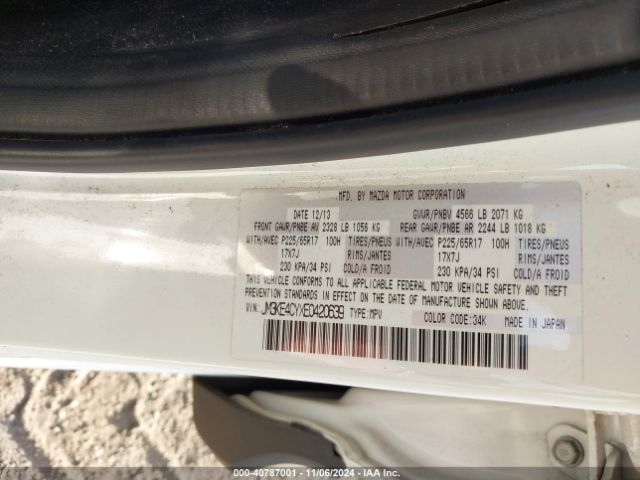 MFD. BY MAZDA MOTOR CORPORATION
DATE 12/13 GVWR/PNBV 4566 LB 2071 KG
FRONT GAWR/PNBE AV 2328 LB 1056 KG REAR GAWR/PNBE AR 2244 LB 1018 KG
WITH/AVEC P225/65R17 100H TIRES/PNEUS WITH/AVEC P225/65R17 100H TIRES/PNEUS
17X7J RIMS/JANTES 17X7J RIMS/JANTES
230 KPA/34 PSI COLD/A FROID 230 KPA/34 PSI COLD/A FROID
THIS VEHICLE CONFORMS TO ALL APPLICABLE FEDERAL MOTOR VEHICLE SAFETY AND THEFT
PREVENTION STANDARDS IN EFFECT ON THE DATE OF MANUFACTURE SHOWN ABOVE.
VIN: JM3KE4CYXE0420639 TYPE:MPV
COLOR CODE:34K MADE IN JAPAN
000-40787001 - 11/06/2024 - IAA Inc.